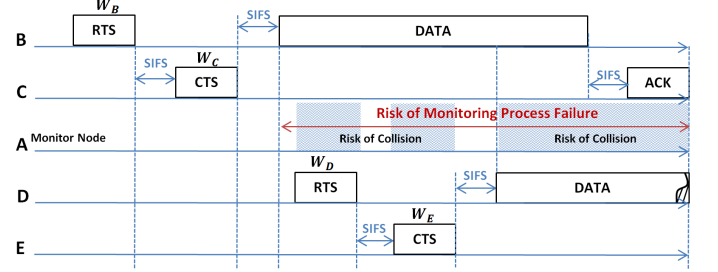 W_B
SIFS
B
RTS
DATA
SIFS
W_C
SIFS
C
CTS
ACK
Risk of Monitoring Process Failure
A Monitor Node
Risk of Collision
Risk of Collision
W_D
SIFS
D
RTS
DATA
SIFS
W_E
E
CTS